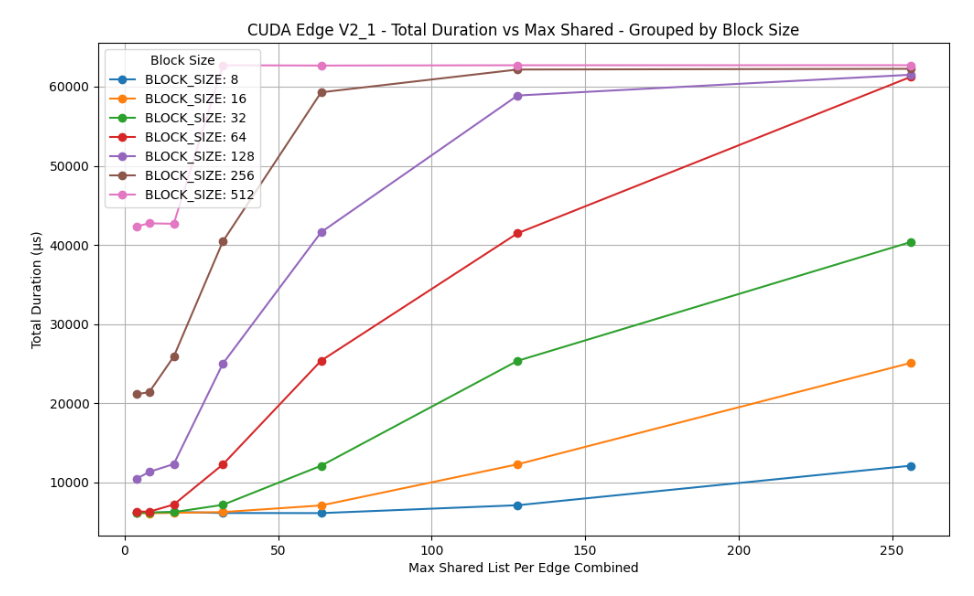 CUDA Edge V2_1 - Total Duration vs Max Shared - Grouped by Block Size
Block Size
BLOCK_SIZE: 8
BLOCK_SIZE: 16
BLOCK_SIZE: 32
BLOCK_SIZE: 64
BLOCK_SIZE: 128
BLOCK_SIZE: 256
BLOCK_SIZE: 512
Total Duration (µs)
60000
50000
40000
30000
20000
10000
0
50
100
150
200
250
Max Shared List Per Edge Combined